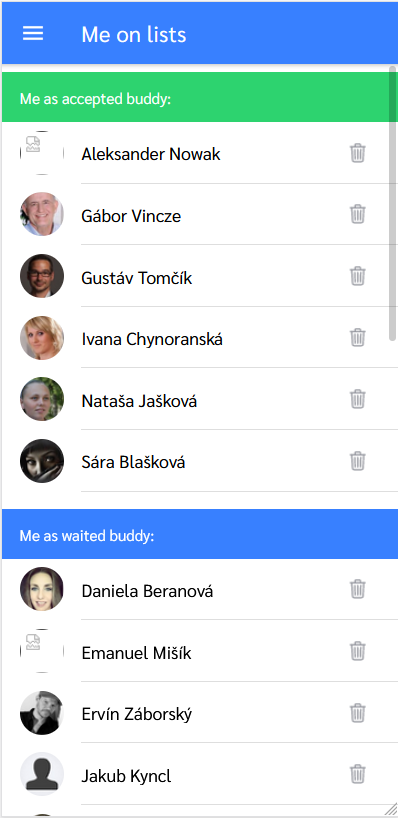 Me on lists
Me as accepted buddy:
Aleksander Nowak
Gábor Vincze
Gustáv Tomčík
Ivana Chynoranská
Nataša Jašková
Sára Blašková
Me as waited buddy:
Daniela Beranová
Emanuel Mišík
Ervín Záborský
Jakub Kyncl